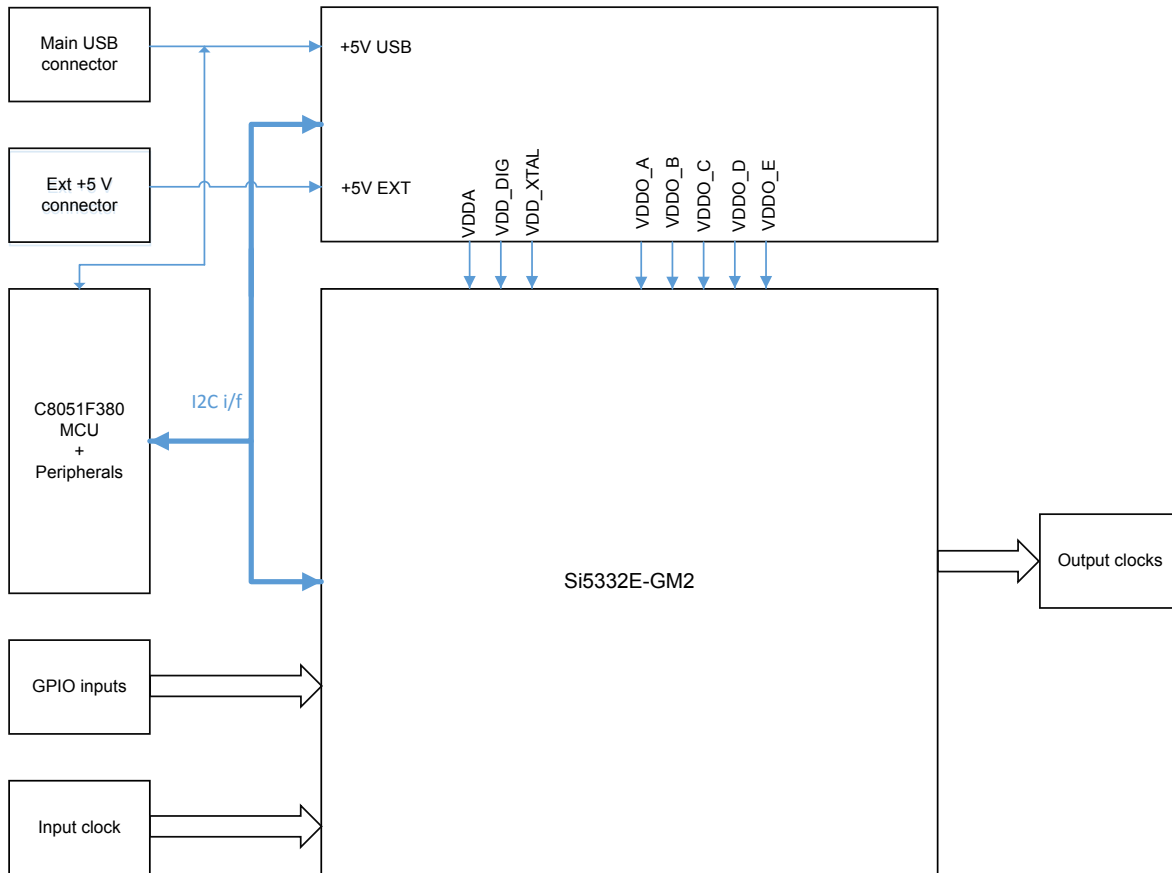 Main USB
connector
+5V USB
Ext +5 V
connector
+5V EXT
VDDA
VDD_DIG
VDD_XTAL
VDDO_A
VDDO_B
VDDO_C
VDDO_D
VDDO_E
C8051F380
MCU
+
Peripherals
I2C i/f
Si5332E-GM2
Output clocks
GPIO inputs
Input clock